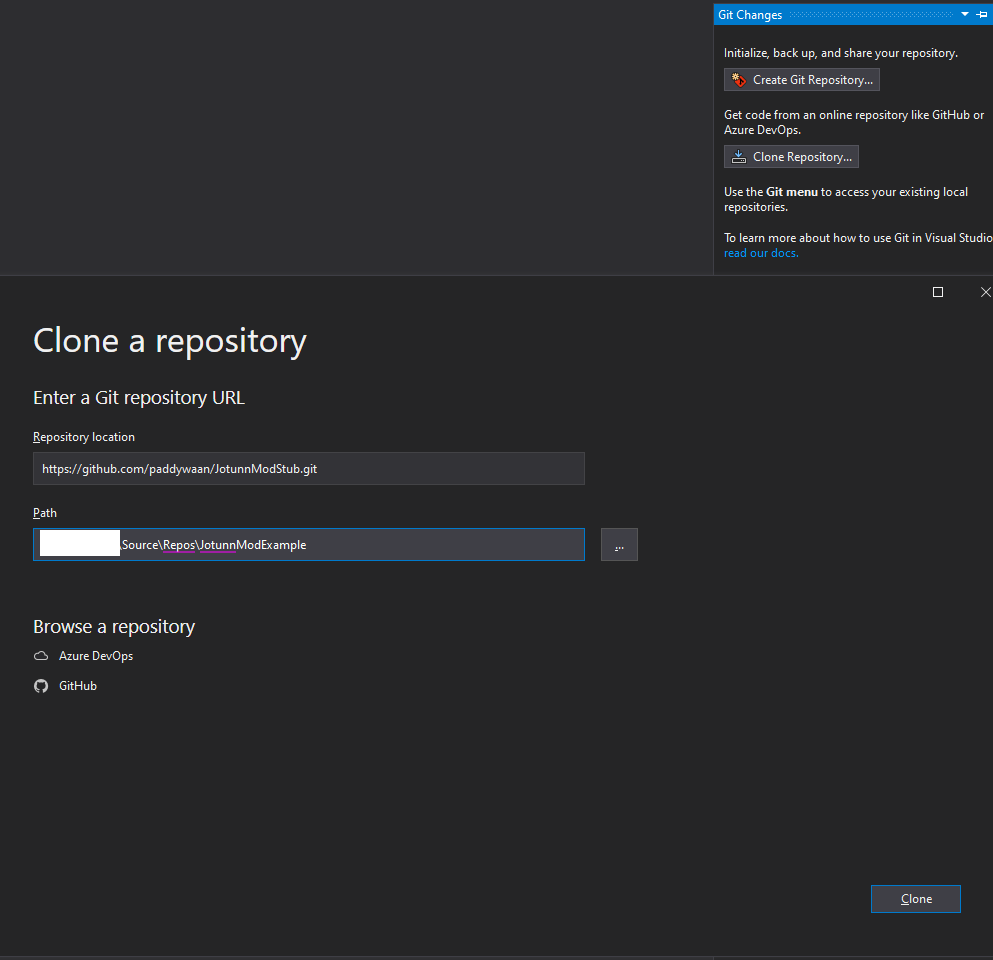 Git Changes
Initialize, back up, and share your repository.
Create Git Repository...
Get code from an online repository like GitHub or
Azure DevOps.
Clone Repository...
Use the Git menu to access your existing local
repositories.
To learn more about how to use Git in Visual Studio
read our docs.
Clone a repository
Enter a Git repository URL
Repository location
https://github.com/paddywaan/JotunnModStub.git
Path
\Source\Repos\JotunnModExample
...
Browse a repository
Azure DevOps
GitHub
Clone